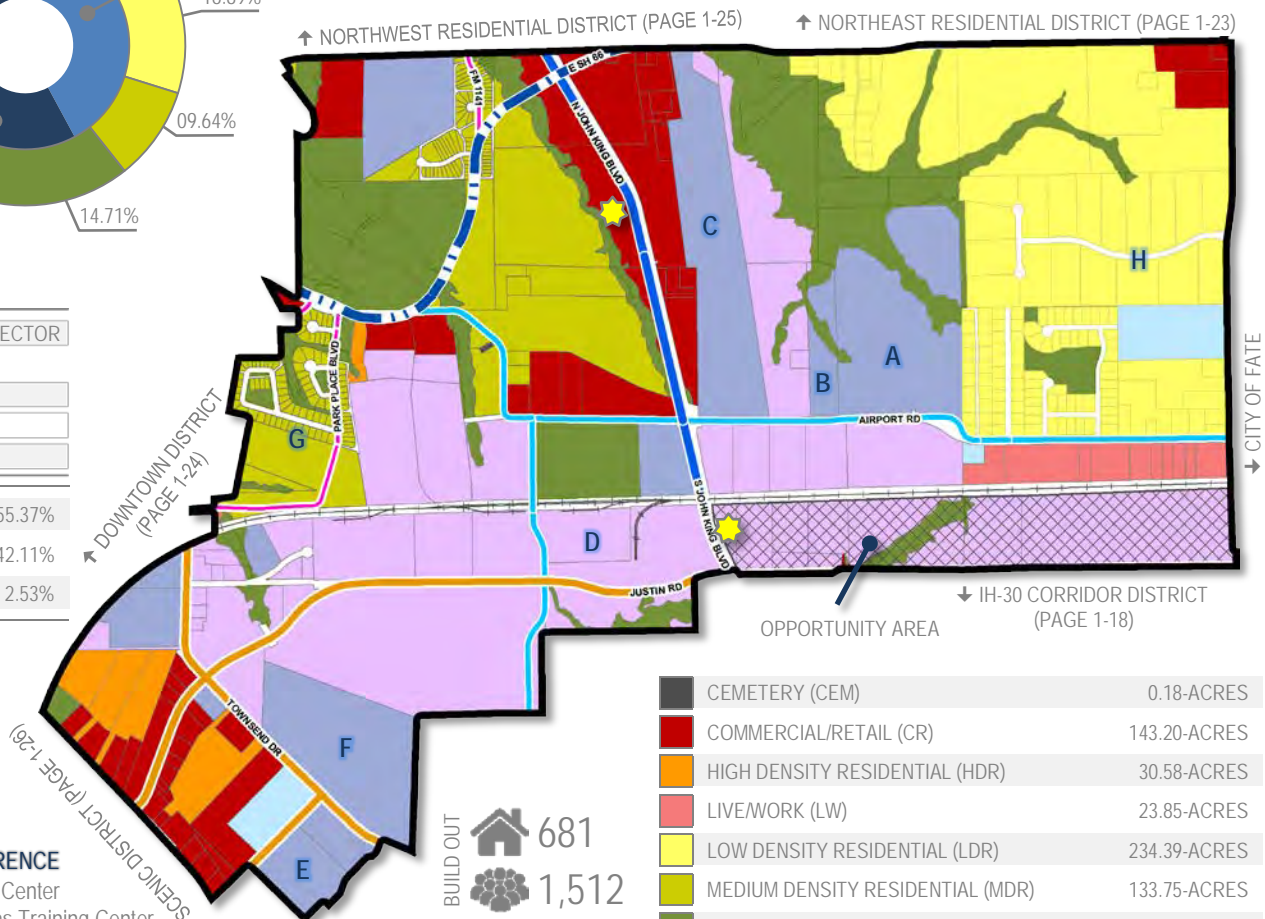 ↑ NORTHWEST RESIDENTIAL DISTRICT (PAGE 1-25)
↑ NORTHEAST RESIDENTIAL DISTRICT (PAGE 1-23)
09.64%
14.71%
E SH 66
FM 1141
N JOHN KING BLVD
C
H
A
B
PARK PLACE BLVD
G
AIRPORT RD
S JOHN KING BLVD
D
JUSTIN RD
TOWNSEND DR
F
E
← DOWNTOWN DISTRICT
(PAGE 1-24)
← CITY OF FATE
55.37%
42.11%
2.53%
OPPORTUNITY AREA
↓ IH-30 CORRIDOR DISTRICT
(PAGE 1-18)
SCENIC DISTRICT (PAGE 1-26)
BUILD OUT
681
1,512
CEMETERY (CEM) 0.18-ACRES
COMMERCIAL/RETAIL (CR) 143.20-ACRES
HIGH DENSITY RESIDENTIAL (HDR) 30.58-ACRES
LIVE/WORK (LW) 23.85-ACRES
LOW DENSITY RESIDENTIAL (LDR) 234.39-ACRES
MEDIUM DENSITY RESIDENTIAL (MDR) 133.75-ACRES
Center
Training Center